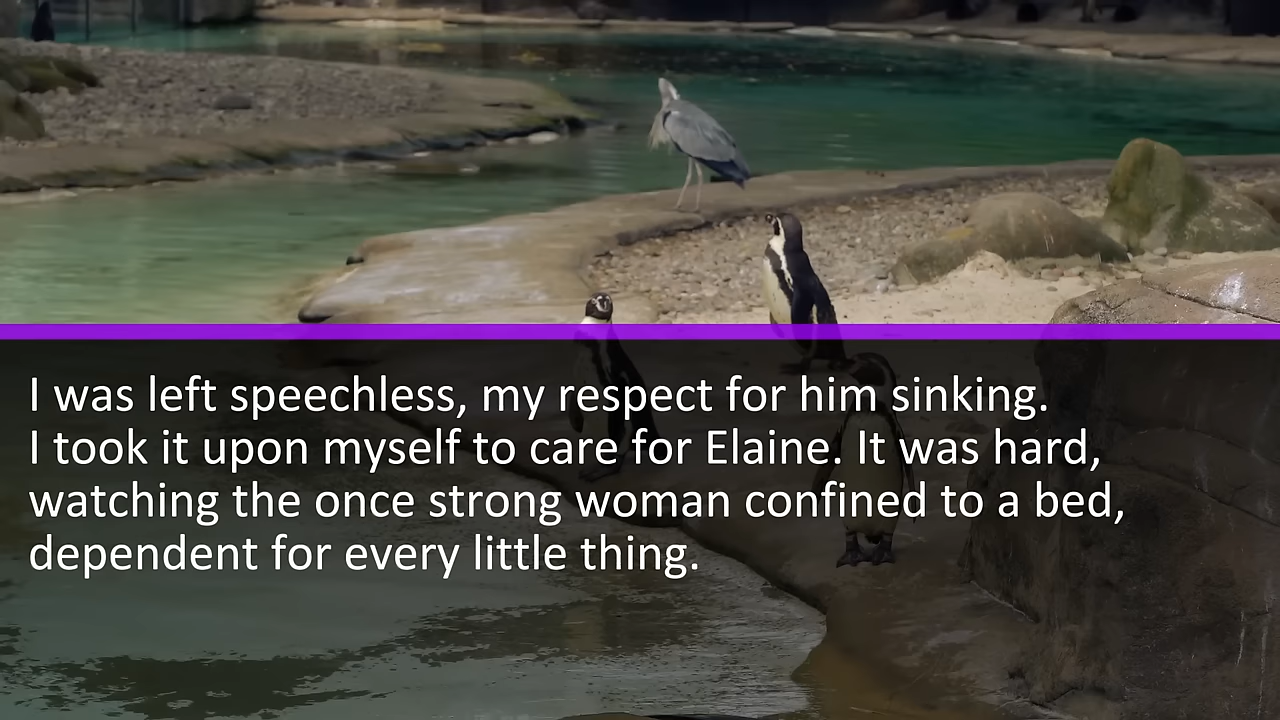 I was left speechless, my respect for him sinking.
I took it upon myself to care for Elaine. It was hard,
watching the once strong woman confined to a bed,
dependent for every little thing.